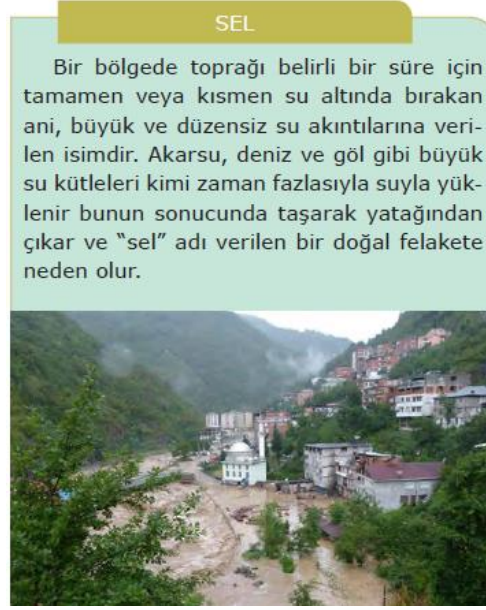 SEL
Bir bölgede toprağı belirli bir süre için
tamamen veya kısmen su altında bırakan
ani, büyük ve düzensiz su akıntılarına veri-
len isimdir. Akarsu, deniz ve göl gibi büyük
su kütleleri kimi zaman fazlasıyla suyla yük-
lenir bunun sonucunda taşarak yatağından
çıkar ve “sel” adı verilen bir doğal felakete
neden olur.